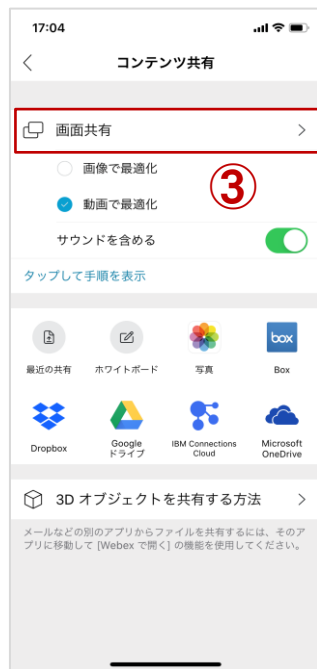 17:04
コンテンツ共有
画面共有
画像で最適化
③
動画で最適化
サウンドを含める
タップして手順を表示
最近の共有
ホワイトボード
写真
box
Box
Dropbox
Google
ドライブ
IBM Connections
Cloud
Microsoft
OneDrive
3D オブジェクトを共有する方法
メールなどの別のアプリからファイルを共有するには、そのア
プリに移動して [Webex で開く] の機能を使用してください。